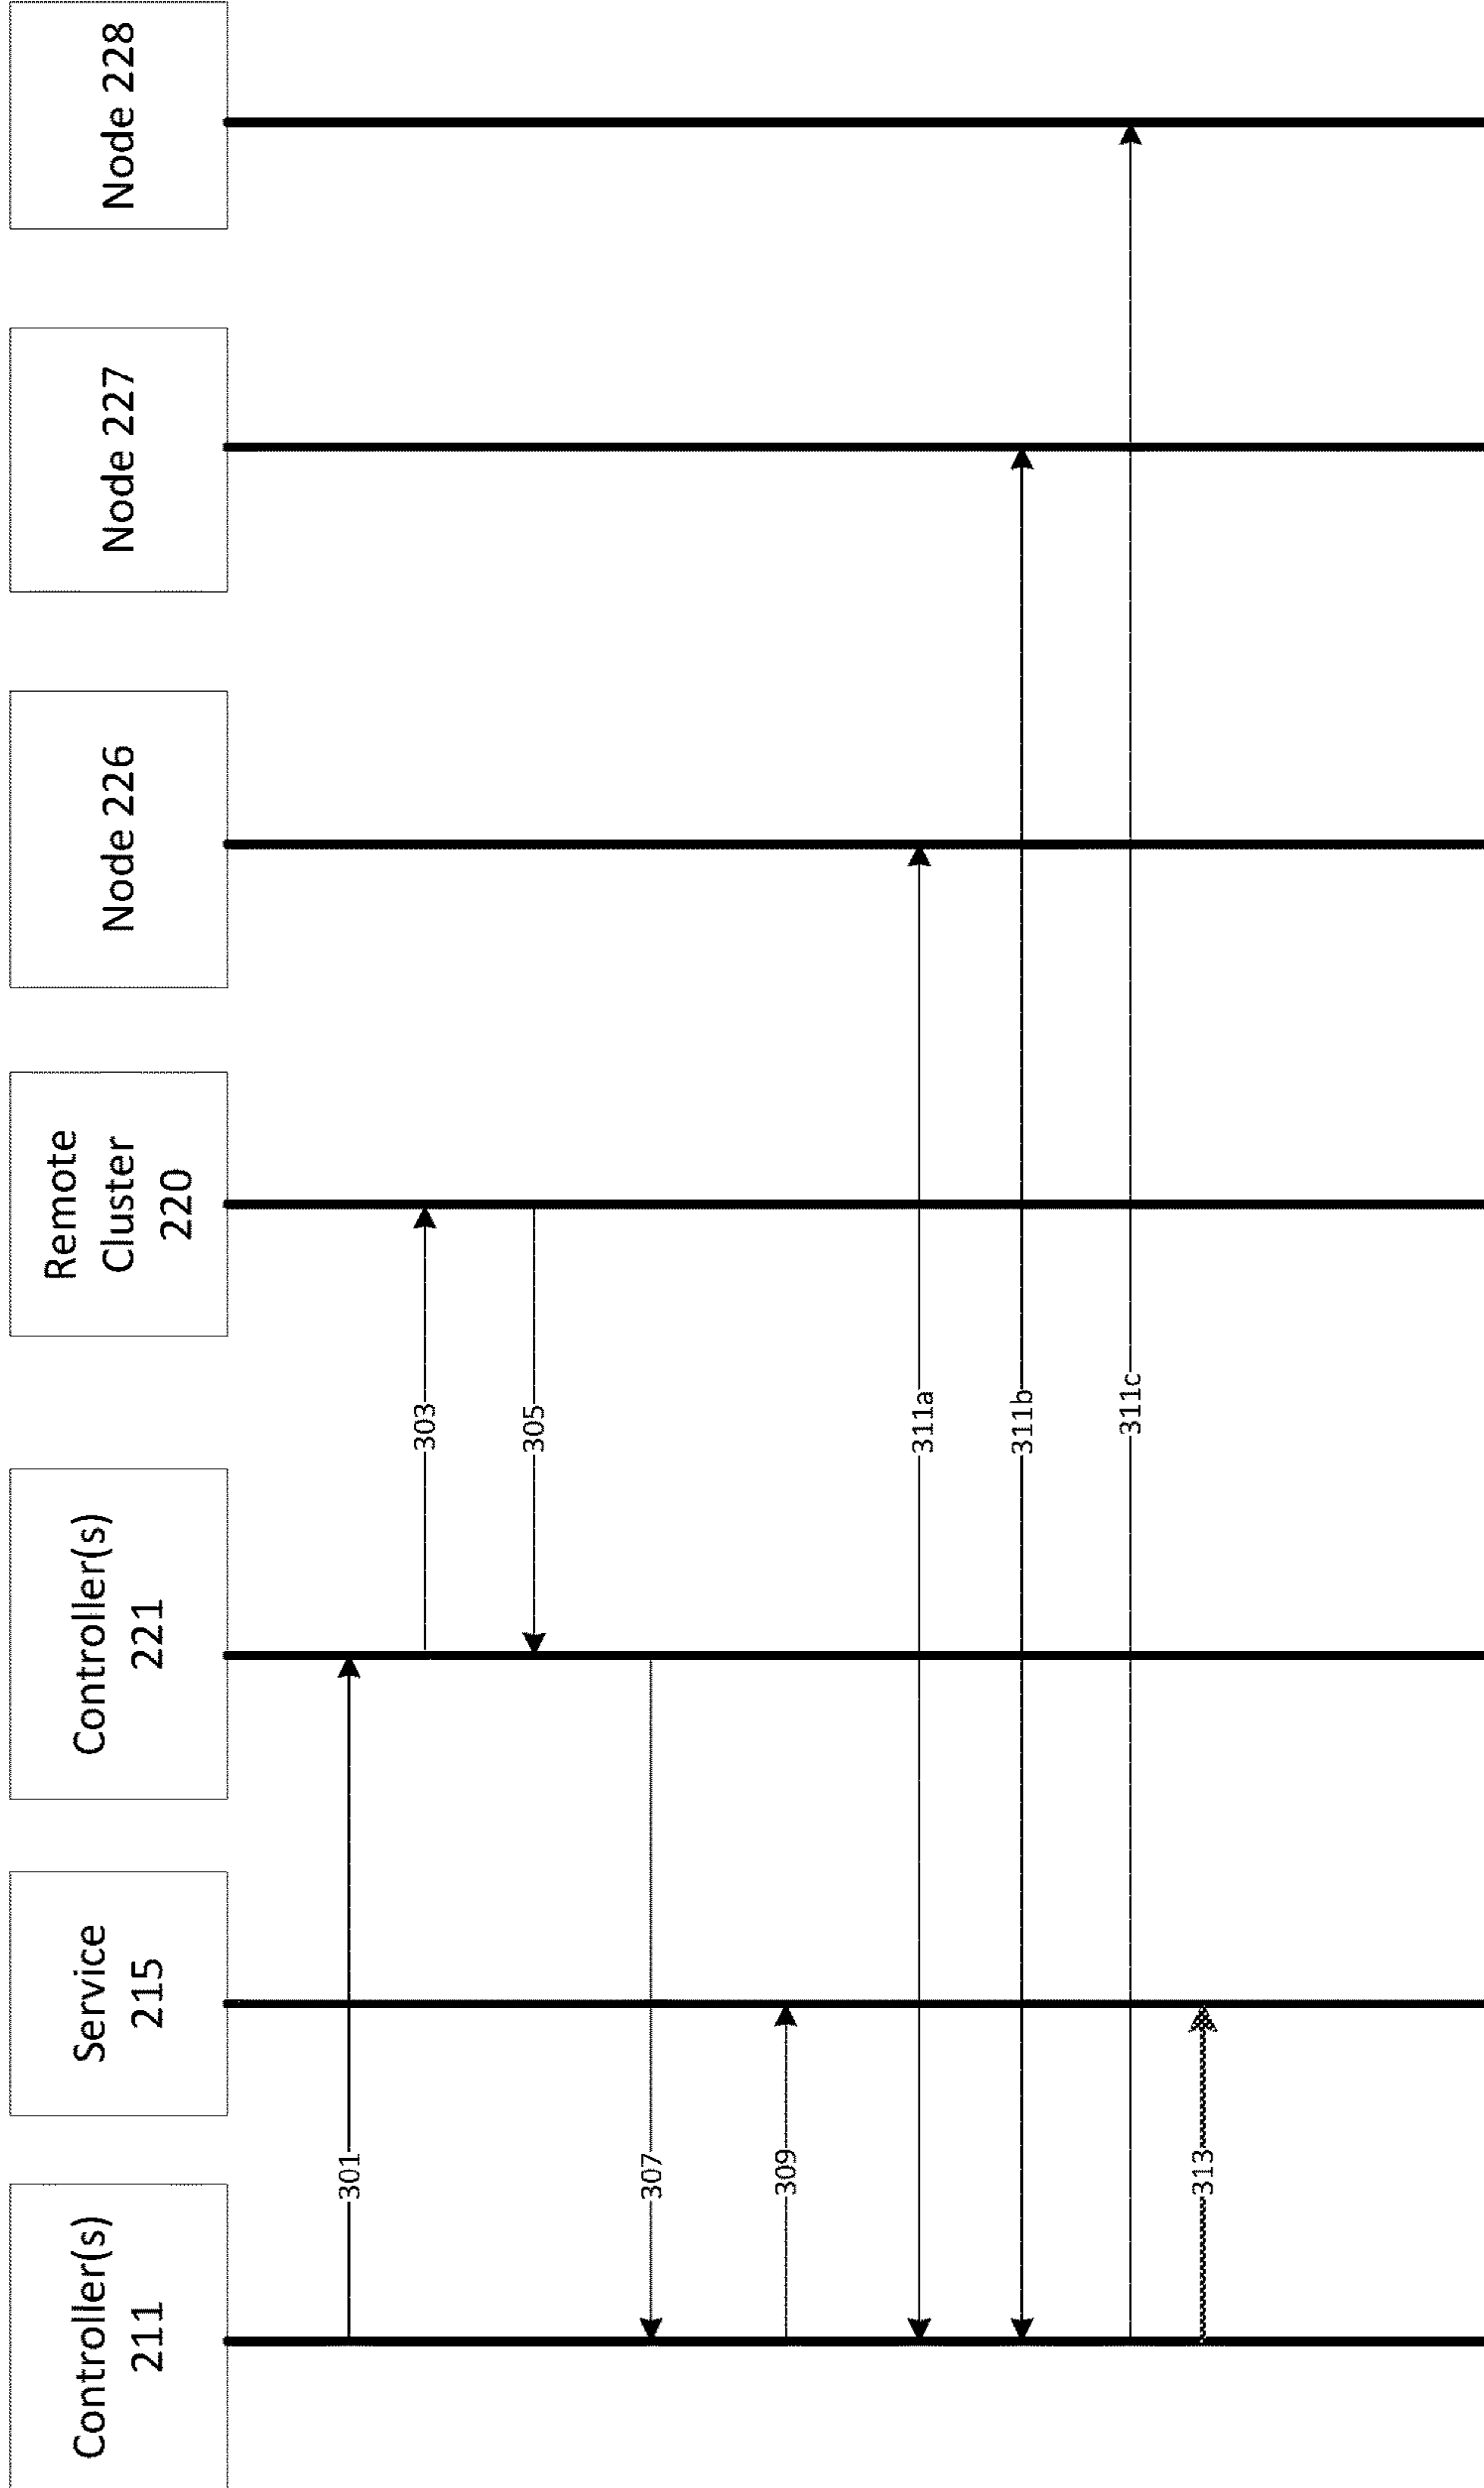 Controller(s)
211
Service
215
Controller(s)
221
Remote
Cluster
220
Node 226
Node 227
Node 228
301
303
305
307
309
311a
311b
311c
313